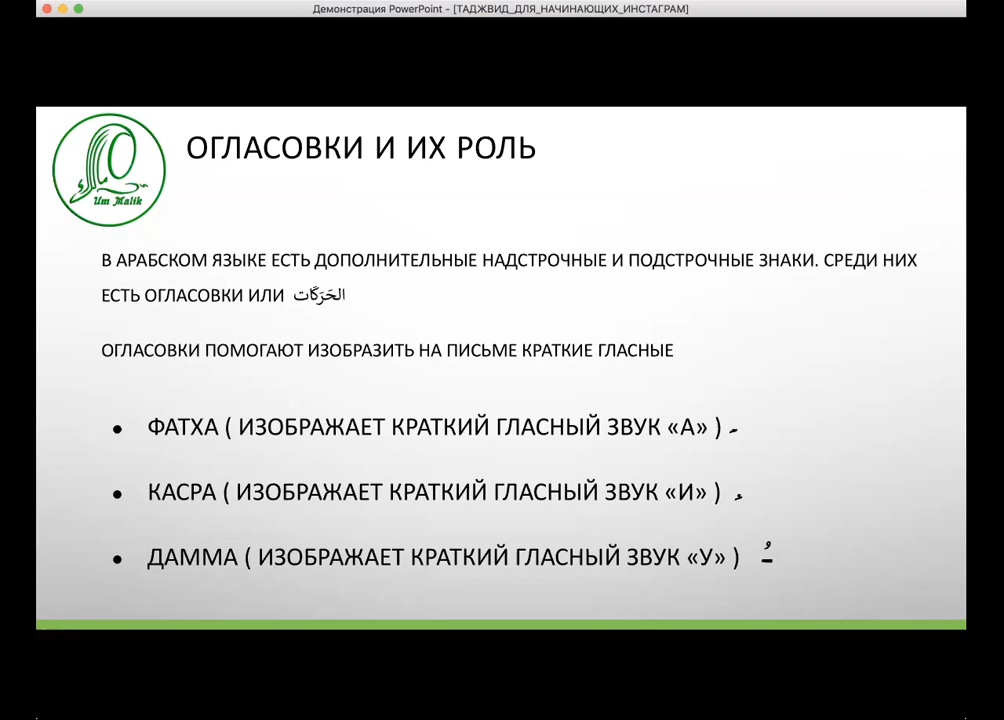 Демонстрация PowerPoint - [ТАДЖВИД_ДЛЯ_НАЧИНАЮЩИХ_ИНСТАГРАМ]
Um Malik
ОГЛАСОВКИ И ИХ РОЛЬ
В АРАБСКОМ ЯЗЫКЕ ЕСТЬ ДОПОЛНИТЕЛЬНЫЕ НАДСТРОЧНЫЕ И ПОДСТРОЧНЫЕ ЗНАКИ. СРЕДИ НИХ
ЕСТЬ ОГЛАСОВКИ ИЛИ الحَرَكَات
ОГЛАСОВКИ ПОМОГАЮТ ИЗОБРАЗИТЬ НА ПИСЬМЕ КРАТКИЕ ГЛАСНЫЕ
• ФАТХА ( ИЗОБРАЖАЕТ КРАТКИЙ ГЛАСНЫЙ ЗВУК «А» )
• КАСРА ( ИЗОБРАЖАЕТ КРАТКИЙ ГЛАСНЫЙ ЗВУК «И» )
• ДАММА ( ИЗОБРАЖАЕТ КРАТКИЙ ГЛАСНЫЙ ЗВУК «У» ) ـُ